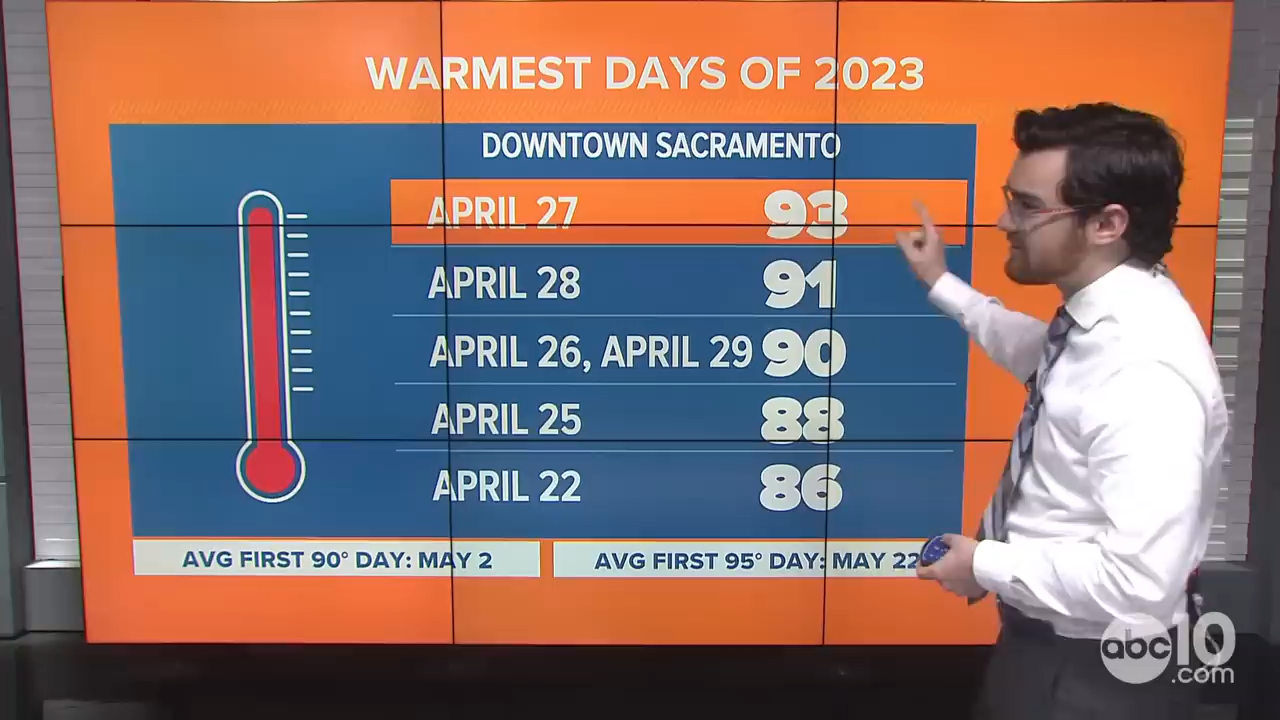 WARMEST DAYS OF 2023
DOWNTOWN SACRAMENTO
APRIL 27 93
APRIL 28 91
APRIL 26, APRIL 29 90
APRIL 25 88
APRIL 22 86
AVG FIRST 90° DAY: MAY 2
AVG FIRST 95° DAY: MAY 22
abc10
.com